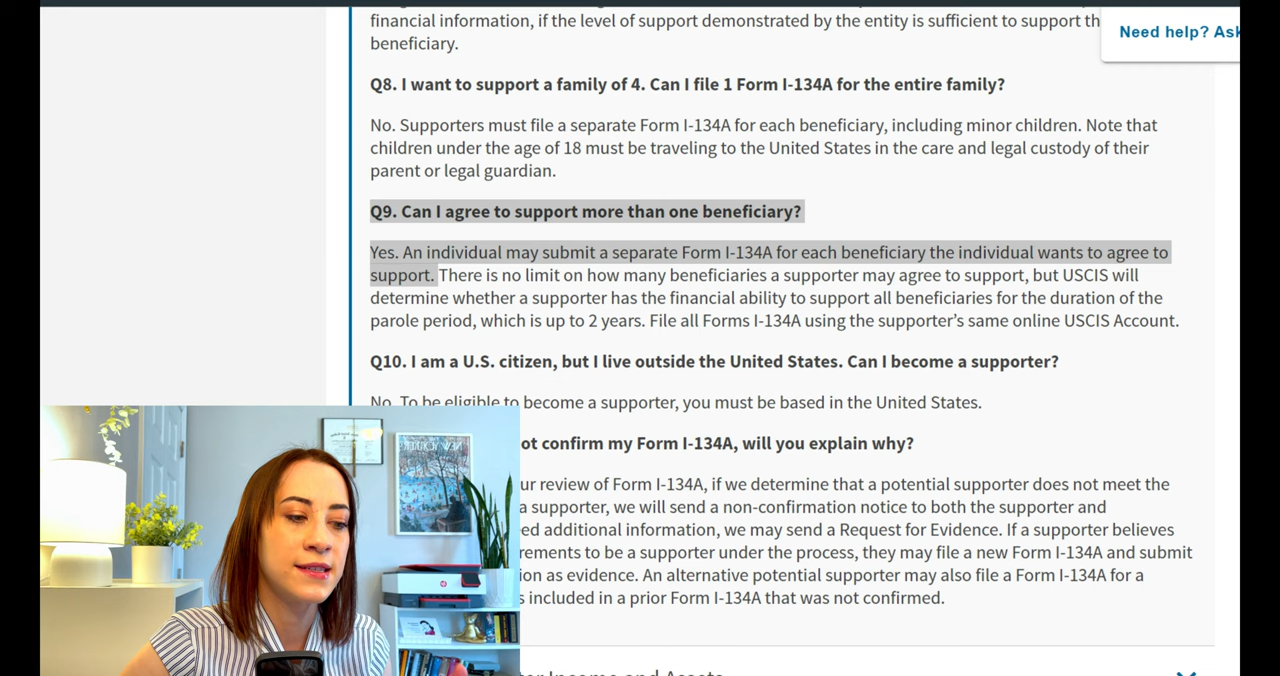 financial information, if the level of support demonstrated by the entity is sufficient to support th
beneficiary.
Need help? Ask
Q8. I want to support a family of 4. Can I file 1 Form I-134A for the entire family?
No. Supporters must file a separate Form I-134A for each beneficiary, including minor children. Note that
children under the age of 18 must be traveling to the United States in the care and legal custody of their
parent or legal guardian.
Q9. Can I agree to support more than one beneficiary?
Yes. An individual may submit a separate Form I-134A for each beneficiary the individual wants to agree to
support. There is no limit on how many beneficiaries a supporter may agree to support, but USCIS will
determine whether a supporter has the financial ability to support all beneficiaries for the duration of the
parole period, which is up to 2 years. File all Forms I-134A using the supporter’s same online USCIS Account.
Q10. I am a U.S. citizen, but I live outside the United States. Can I become a supporter?
No. To be eligible to become a supporter, you must be based in the United States.
ot confirm my Form I-134A, will you explain why?
ur review of Form I-134A, if we determine that a potential supporter does not meet the
a supporter, we will send a non-confirmation notice to both the supporter and
ed additional information, we may send a Request for Evidence. If a supporter believes
rements to be a supporter under the process, they may file a new Form I-134A and submit
ion as evidence. An alternative potential supporter may also file a Form I-134A for a
s included in a prior Form I-134A that was not confirmed.
Income and Assets